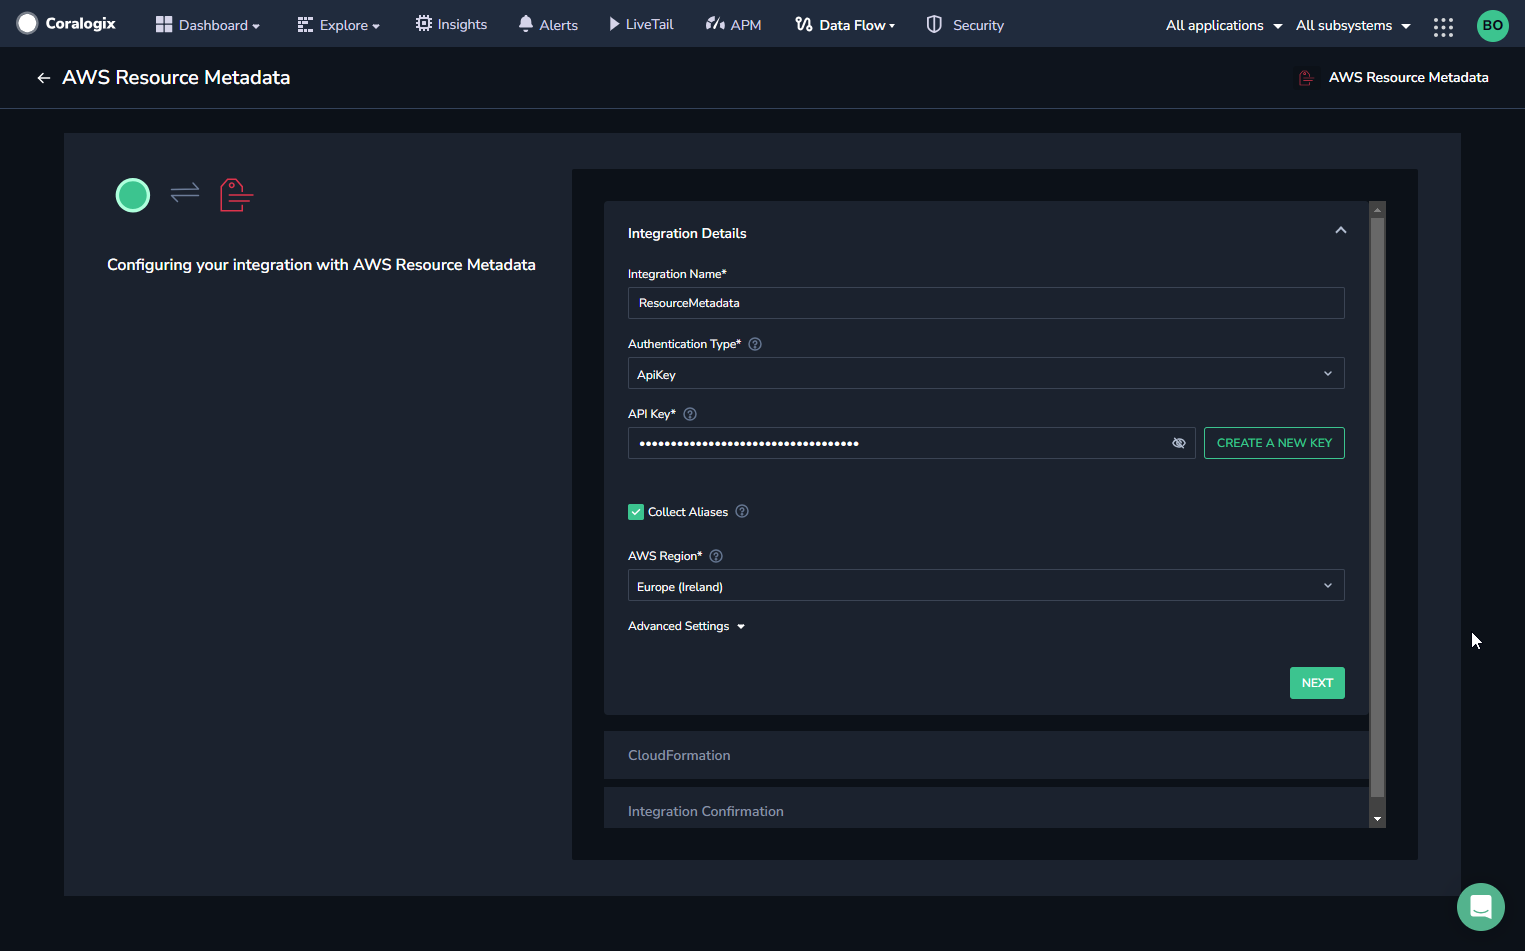 Coralogix Dashboard Explore Insights Alerts LiveTail APM Data Flow Security All applications All subsystems BO
AWS Resource Metadata AWS Resource Metadata
Configuring your integration with AWS Resource Metadata
Integration Details
Integration Name*
ResourceMetadata
Authentication Type* ?
ApiKey
API Key* ?
•••••••••••••••••••••••••••••••••••
CREATE A NEW KEY
Collect Aliases ?
AWS Region* ?
Europe (Ireland)
Advanced Settings
NEXT
CloudFormation
Integration Confirmation